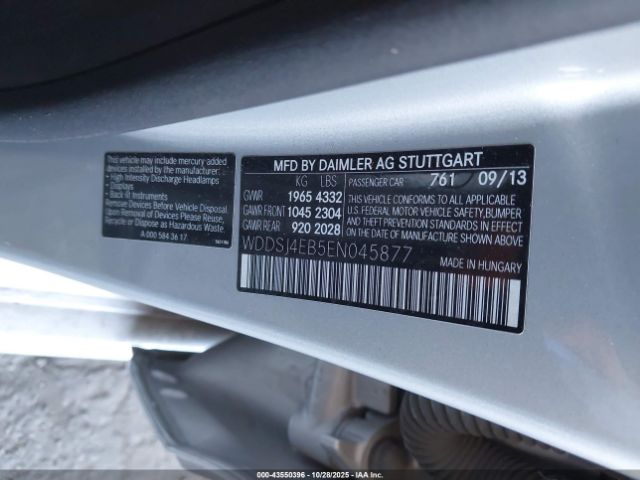 This vehicle may include mercury added
devices installed by the manufacturer:
- High Intensity Discharge Headlamps
- Displays
- Back lit Instruments
Remove Devices Before Vehicle Disposal
Upon Removal of Devices Please Reuse,
Recycle or Dispose as Hazardous Waste
A 000 584 36 17
MFD BY DAIMLER AG STUTTGART
KG LBS
GVWR 1965 4332
GAWR FRONT 1045 2304
GAWR REAR 920 2028
PASSENGER CAR 761 09/13
THIS VEHICLE CONFORMS TO ALL APPLICABLE
U.S. FEDERAL MOTOR VEHICLE SAFETY, BUMPER
AND THEFT PREVENTION STANDARDS IN EFFECT
ON THE DATE OF MANUFACTURE SHOWN ABOVE.
WDDSJ4EB5EN045877
MADE IN HUNGARY
© - 43550396 - 10/28/2025 - IAAI.COM